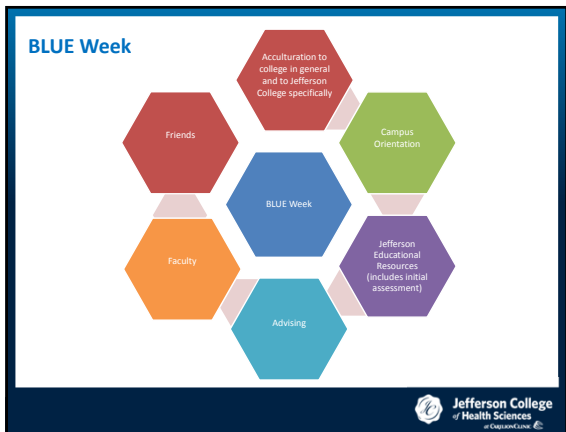 BLUE Week
Acculturation to
college in general
and to Jefferson
College specifically
Friends
Campus
Orientation
BLUE Week
Faculty
Jefferson
Educational
Resources
(includes initial
assessment)
Advising
JC
Jefferson College
of Health Sciences
at CARILION CLINIC